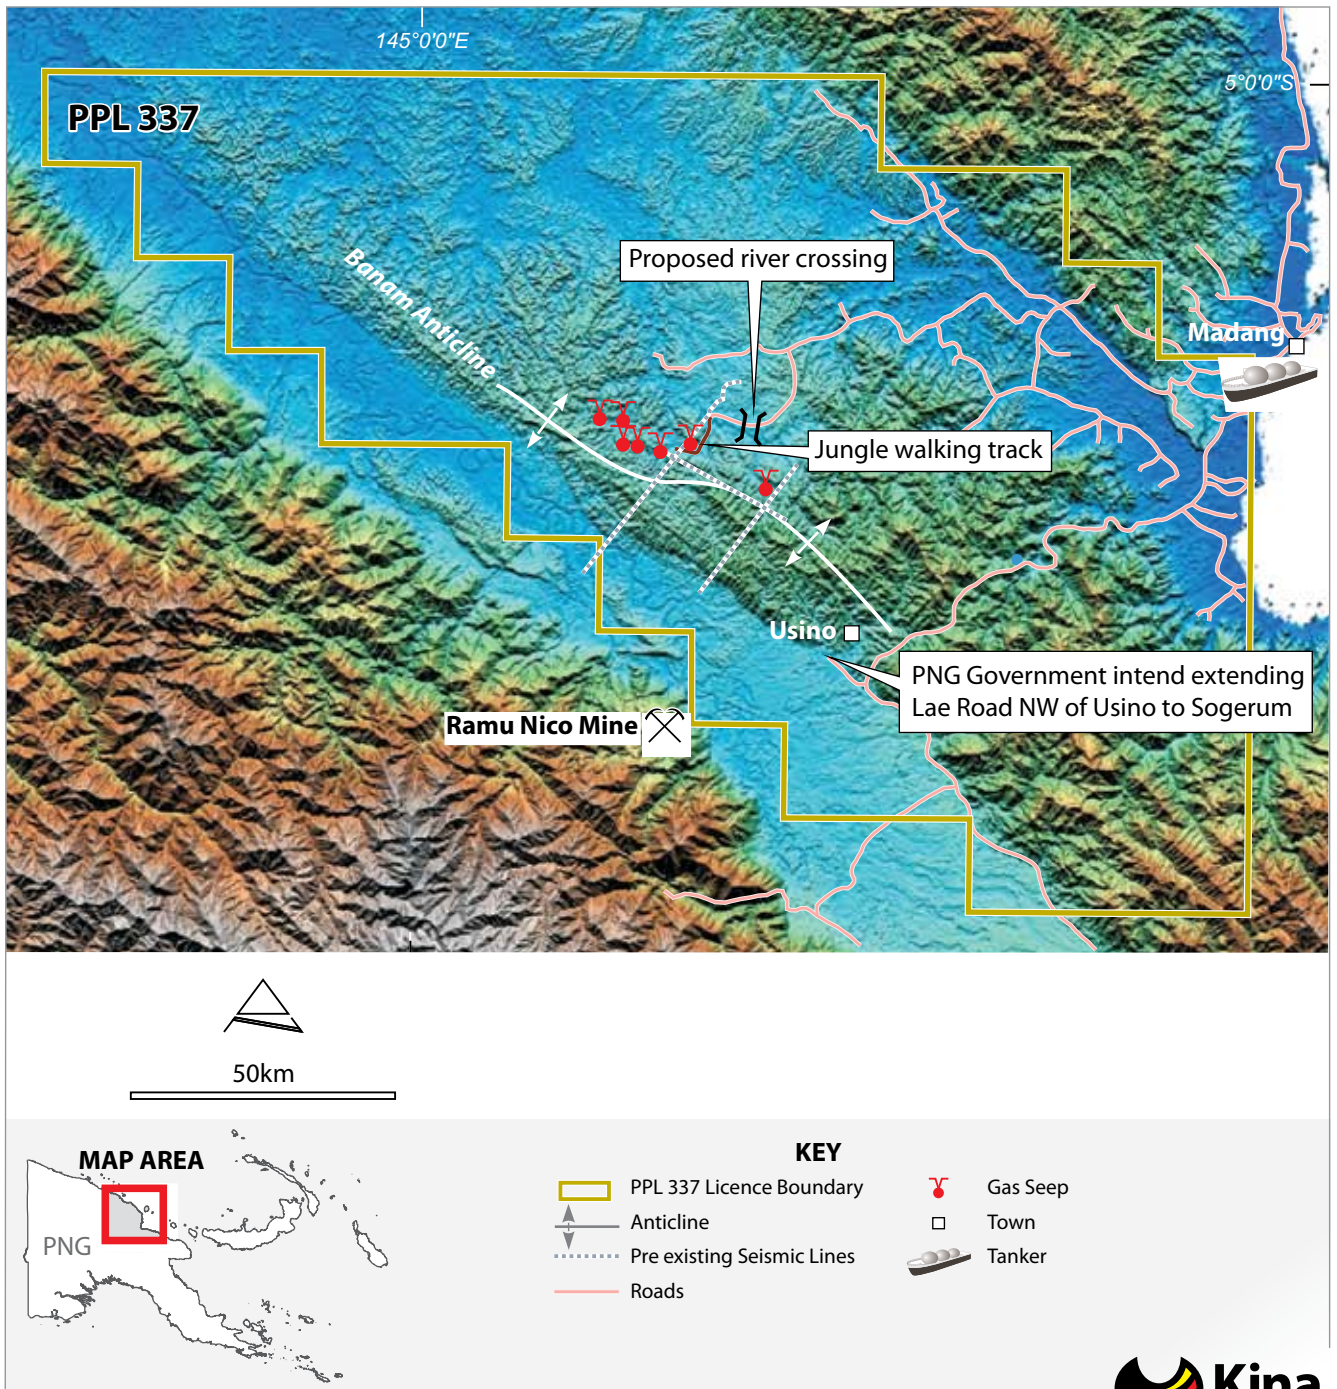 145°0'0"E
5°0'0"S
PPL 337
Banam Anticline
Proposed river crossing
Madang
Jungle walking track
Usino
PNG Government intend extending
Lae Road NW of Usino to Sogerum
Ramu Nico Mine
50km
MAP AREA
PNG
KEY
PPL 337 Licence Boundary
Anticline
Pre existing Seismic Lines
Roads
Gas Seep
Town
Tanker
Kina